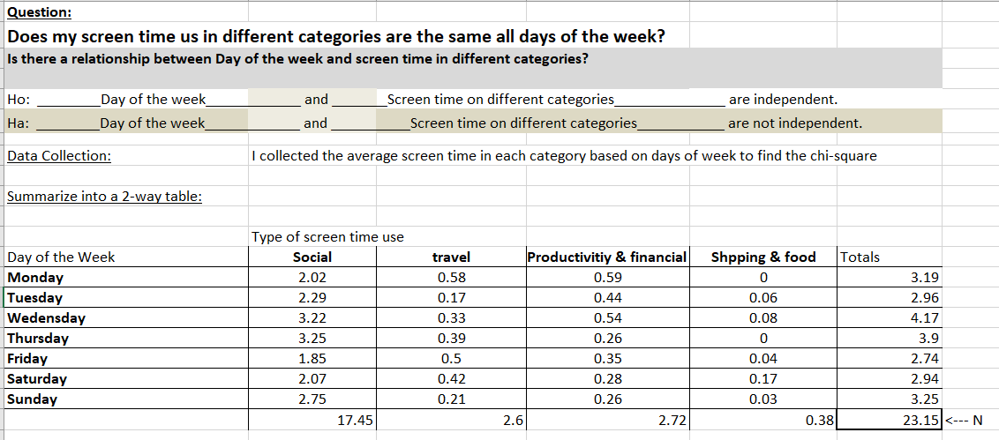 Question:
Does my screen time us in different categories are the same all days of the week?
Is there a relationship between Day of the week and screen time in different categories?
Ho: ________Day of the week____________ and _______Screen time on different categories______________ are independent.
Ha: ________Day of the week____________ and __________Screen time on different categories___________ are not independent.
Data Collection: I collected the average screen time in each category based on days of week to find the chi-square
Summarize into a 2-way table:
Type of screen time use
Day of the Week Social travel Productivitiy & financial Shpping & food Totals
Monday 2.02 0.58 0.59 0 3.19
Tuesday 2.29 0.17 0.44 0.06 2.96
Wedensday 3.22 0.33 0.54 0.08 4.17
Thursday 3.25 0.39 0.26 0 3.9
Friday 1.85 0.5 0.35 0.04 2.74
Saturday 2.07 0.42 0.28 0.17 2.94
Sunday 2.75 0.21 0.26 0.03 3.25
17.45 2.6 2.72 0.38 23.15 <--- N